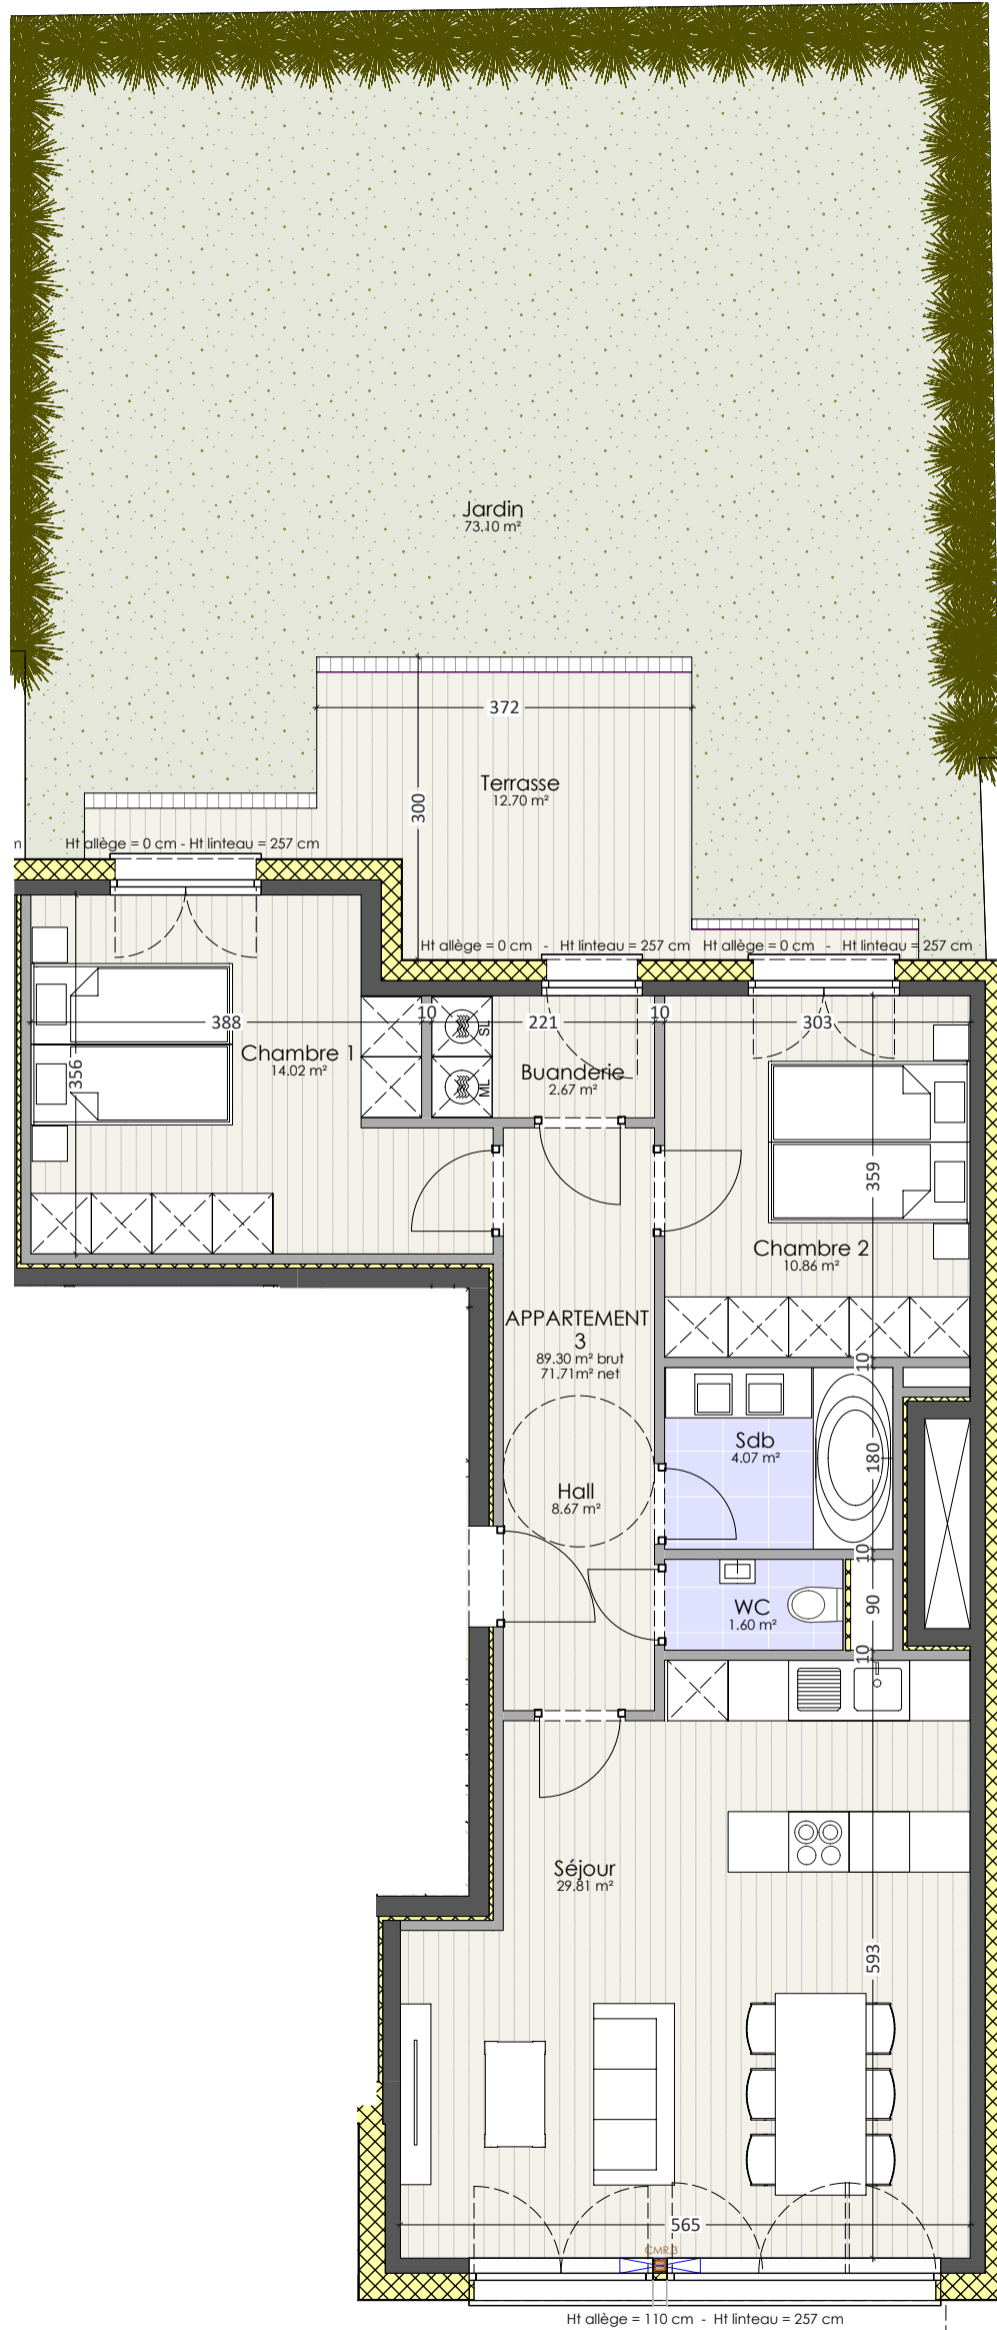 Jardin
73.10 m²
372
Terrasse
12.70 m²
300
m
Ht allège = 0 cm - Ht linteau = 257 cm
Ht allège = 0 cm - Ht linteau = 257 cm
Ht allège = 0 cm - Ht linteau = 257 cm
388
10
221
10
303
SL
ML
Chambre 1
14.02 m²
356
Buanderie
2.67 m²
359
Chambre 2
10.86 m²
APPARTEMENT
3
89.30 m² brut
71.71m² net
10
Sdb
4.07 m²
180
Hall
8.67 m²
10
WC
1.60 m²
90
10
Séjour
29.81 m²
593
565
CMR 3
Ht allège = 110 cm - Ht linteau = 257 cm